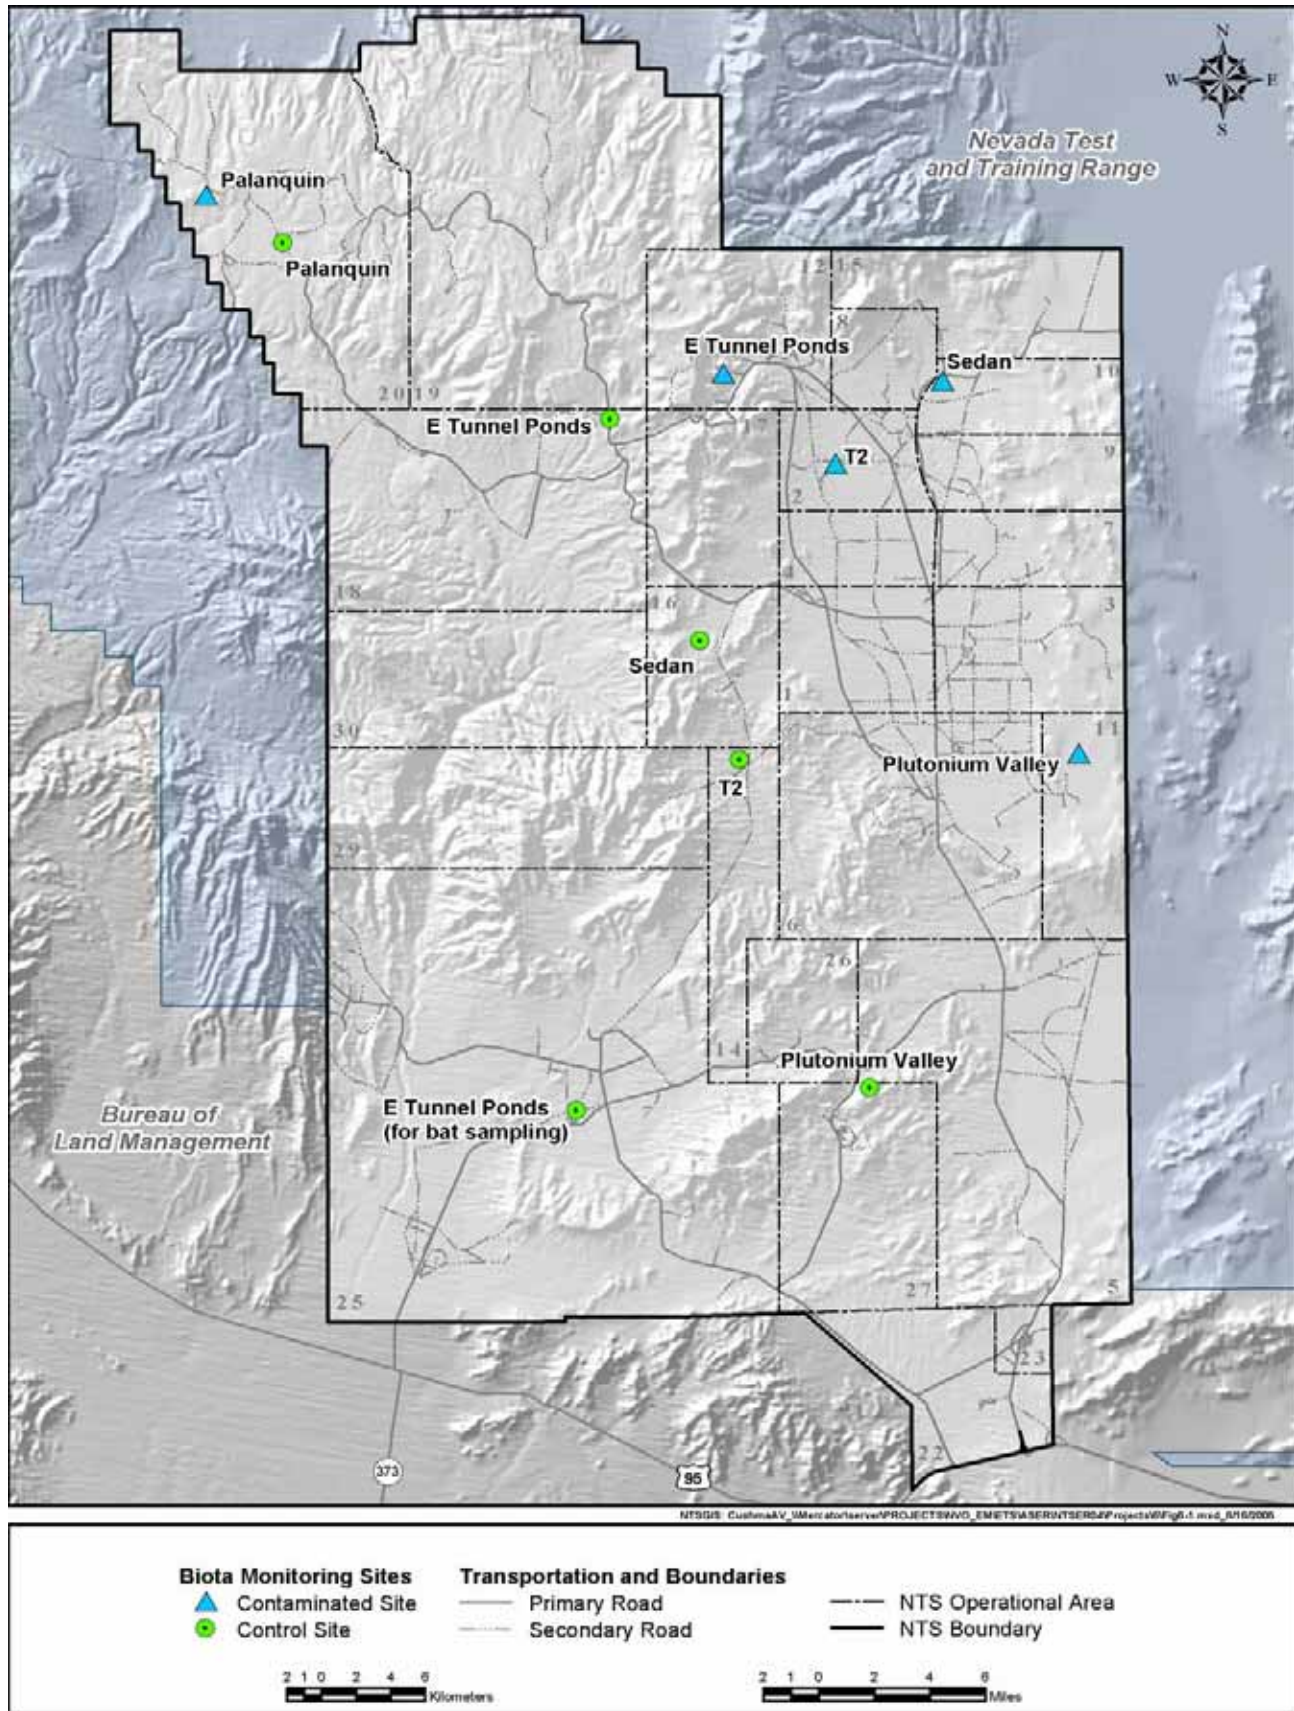 N
W E
S
Nevada Test
and Training Range
Palanquin
Palanquin
12 15
8
E Tunnel Ponds
Sedan
10
20 19
E Tunnel Ponds
17
T2
9
2
7
18
16
4
3
Sedan
30
1
11
Plutonium Valley
T2
29
6
26
14
Plutonium Valley
E Tunnel Ponds
(for bat sampling)
Bureau of
Land Management
25
27
5
23
22
373
95
Biota Monitoring Sites
Contaminated Site
Control Site
Transportation and Boundaries
Primary Road
Secondary Road
NTS Operational Area
NTS Boundary
2 1 0 2 4 6
Kilometers
2 1 0 2 4 6
Miles